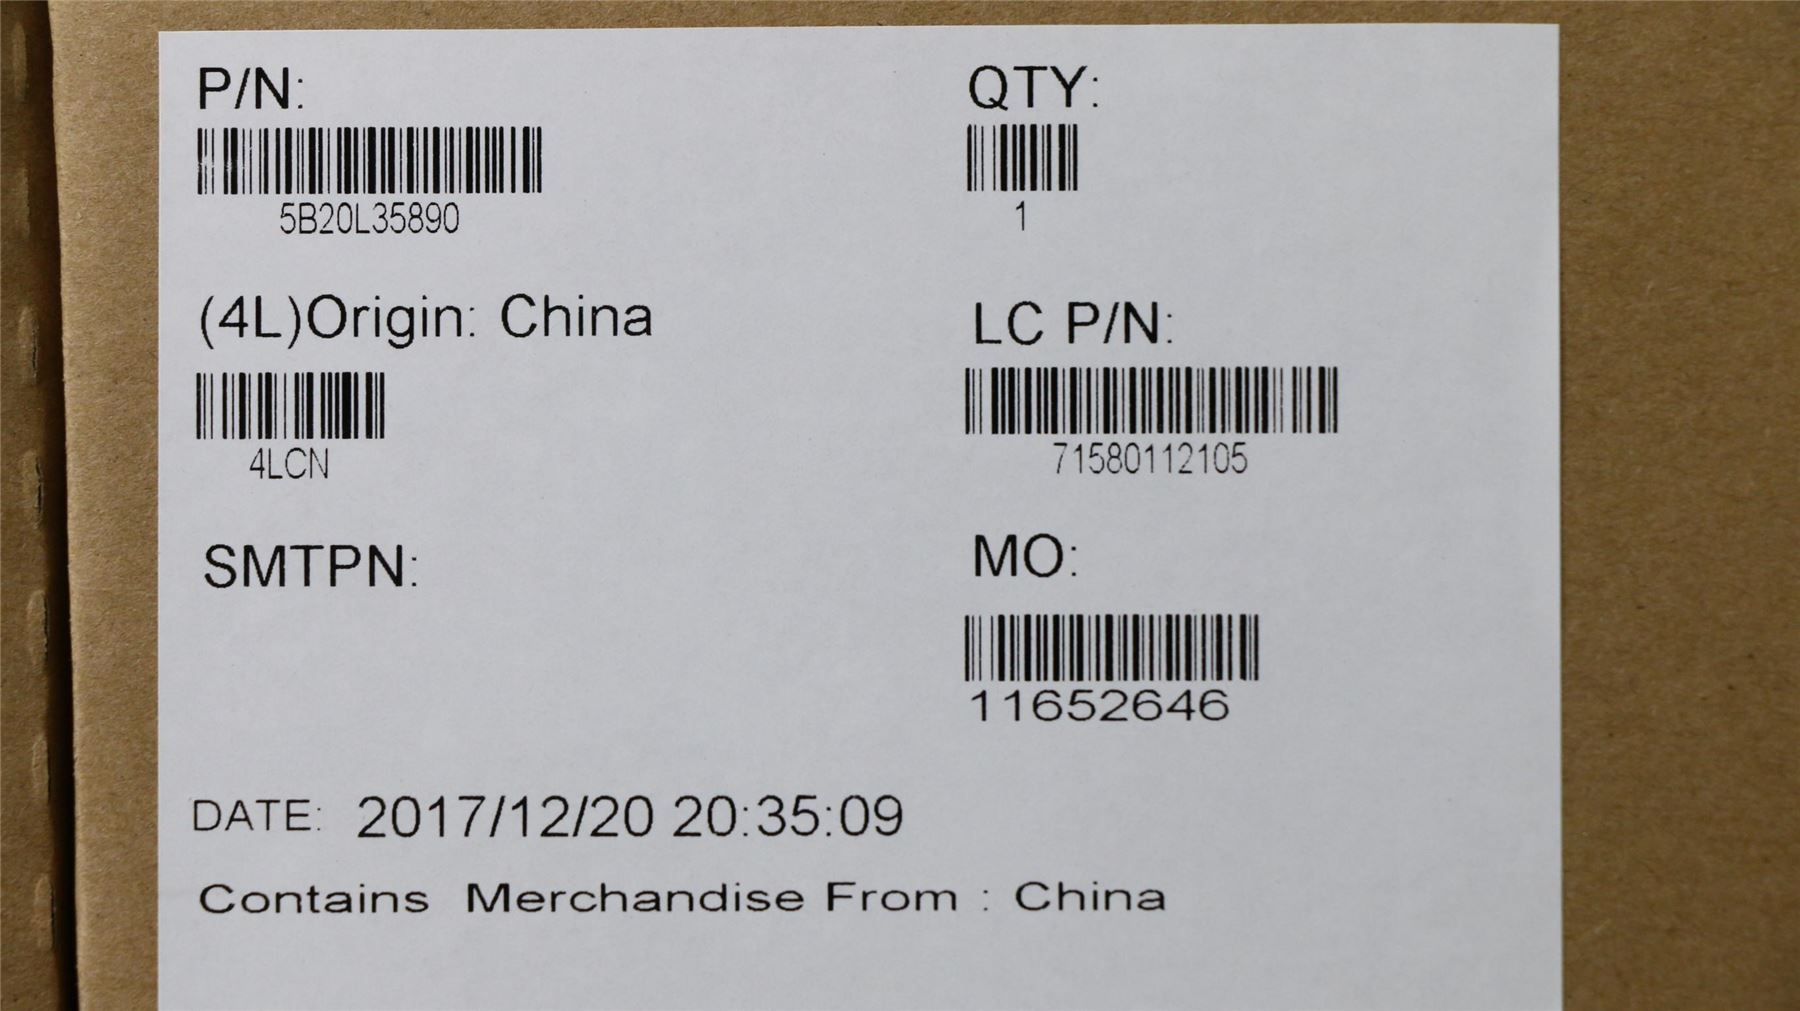 P/N:
5B20L35890
QTY:
1
(4L)Origin: China
4LCN
LC P/N:
71580112105
SMTPN:
MO:
11652646
DATE: 2017/12/20 20:35:09
Contains Merchandise From : China